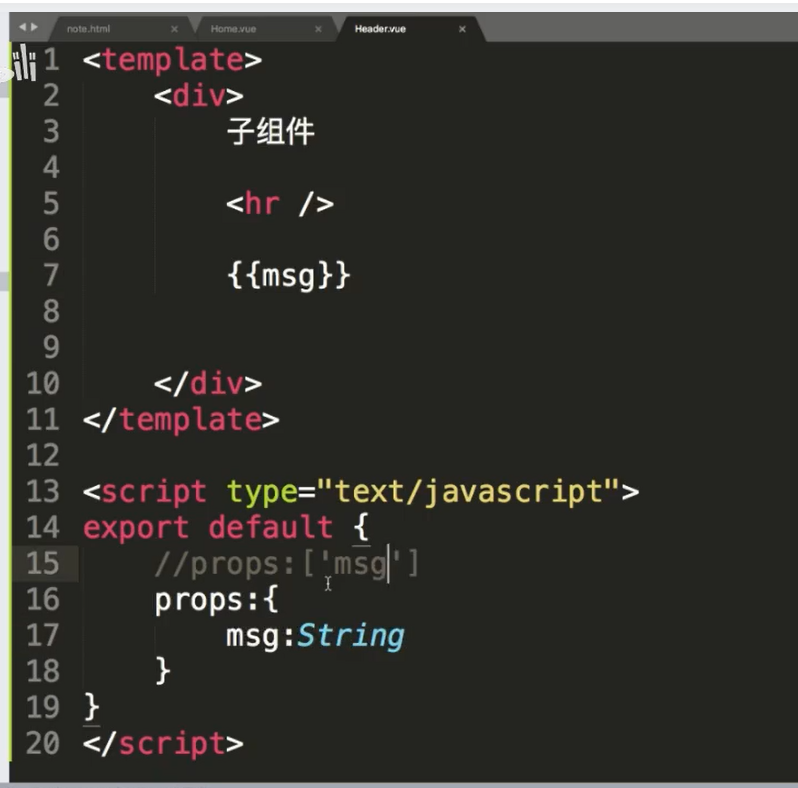 note.html
Home.vue
Header.vue
1 <template>
2 <div>
3 子组件
4
5 <hr />
6
7 {{msg}}
8
9
10 </div>
11 </template>
12
13 <script type="text/javascript">
14 export default {
15 //props:['msg']
16 props:{
17 msg:String
18 }
19 }
20 </script>